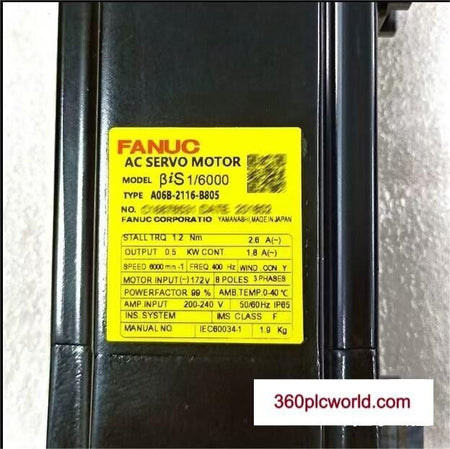 FANUC
AC SERVO MOTOR
MODEL βiS 1/6000
TYPE A06B-2116-B805
NO.
FANUC CORPORATIO YAMANASHI,MADE IN JAPAN
STALL TRQ 1.2 Nm 2.6 A(~)
OUTPUT 0.5 KW CONT. 1.8 A(~)
SPEED 6000 min -1 FREQ 400 Hz WIND. CON Y
MOTOR INPUT(~)172V 8 POLES 3 PHASES
POWERFACTOR 99 % AMB.TEMP.0-40 ℃
AMP.INPUT 200-240 V 50/60Hz IP65
INS.SYSTEM IMS CLASS F
MANUAL NO. IEC60034-1 1.9 Kg
360plcworld.com